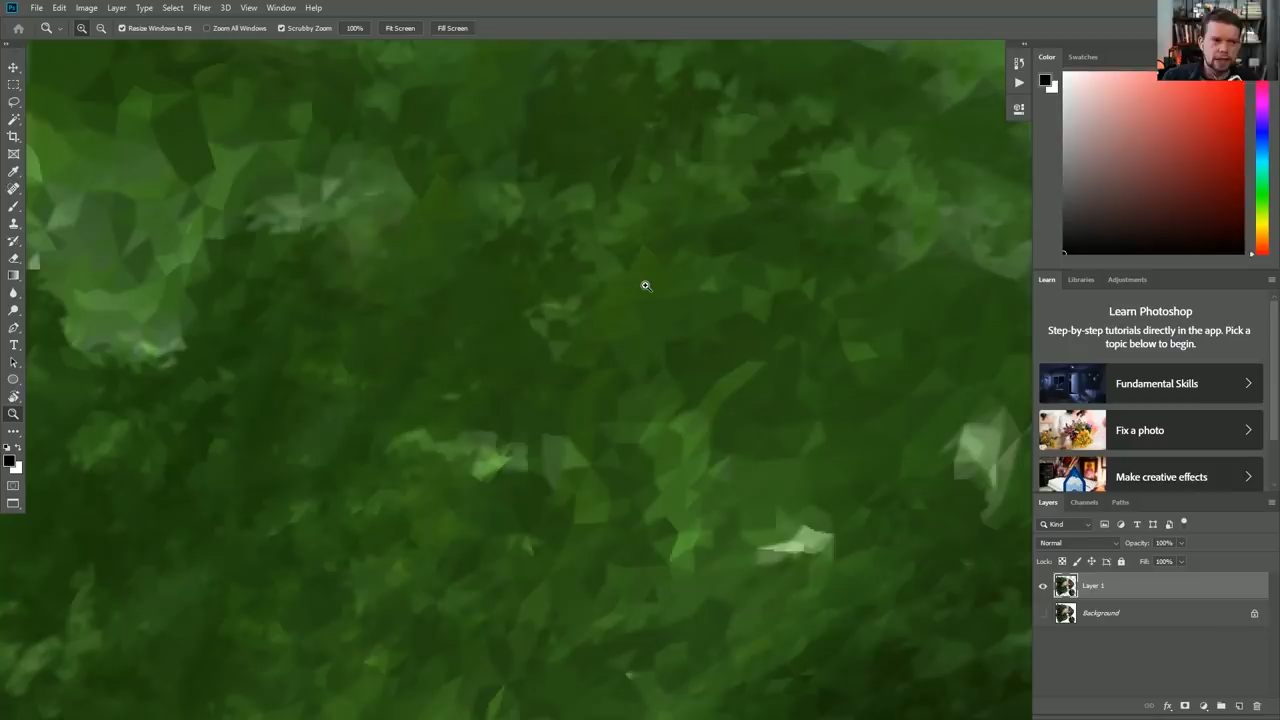 Ps File Edit Image Layer Type Select Filter 3D View Window Help
Resize Windows to Fit Zoom All Windows Scrubby Zoom 100% Fit Screen Fill Screen
Color Swatches
Learn Libraries Adjustments
Learn Photoshop
Step-by-step tutorials directly in the app. Pick a
topic below to begin.
Fundamental Skills
Fix a photo
Make creative effects
Layers Channels Paths
Kind
Normal Opacity: 100%
Lock: Fill: 100%
Layer 1
Background